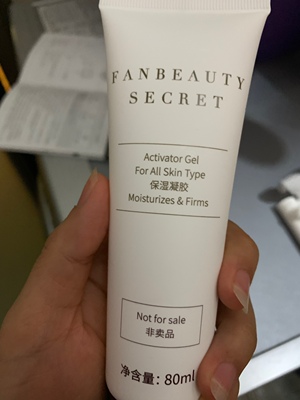 FANBEAUTY
SECRET
Activator Gel
For All Skin Type
保湿凝胶
Moisturizes & Firms
Not for sale
非卖品
净含量：80ml